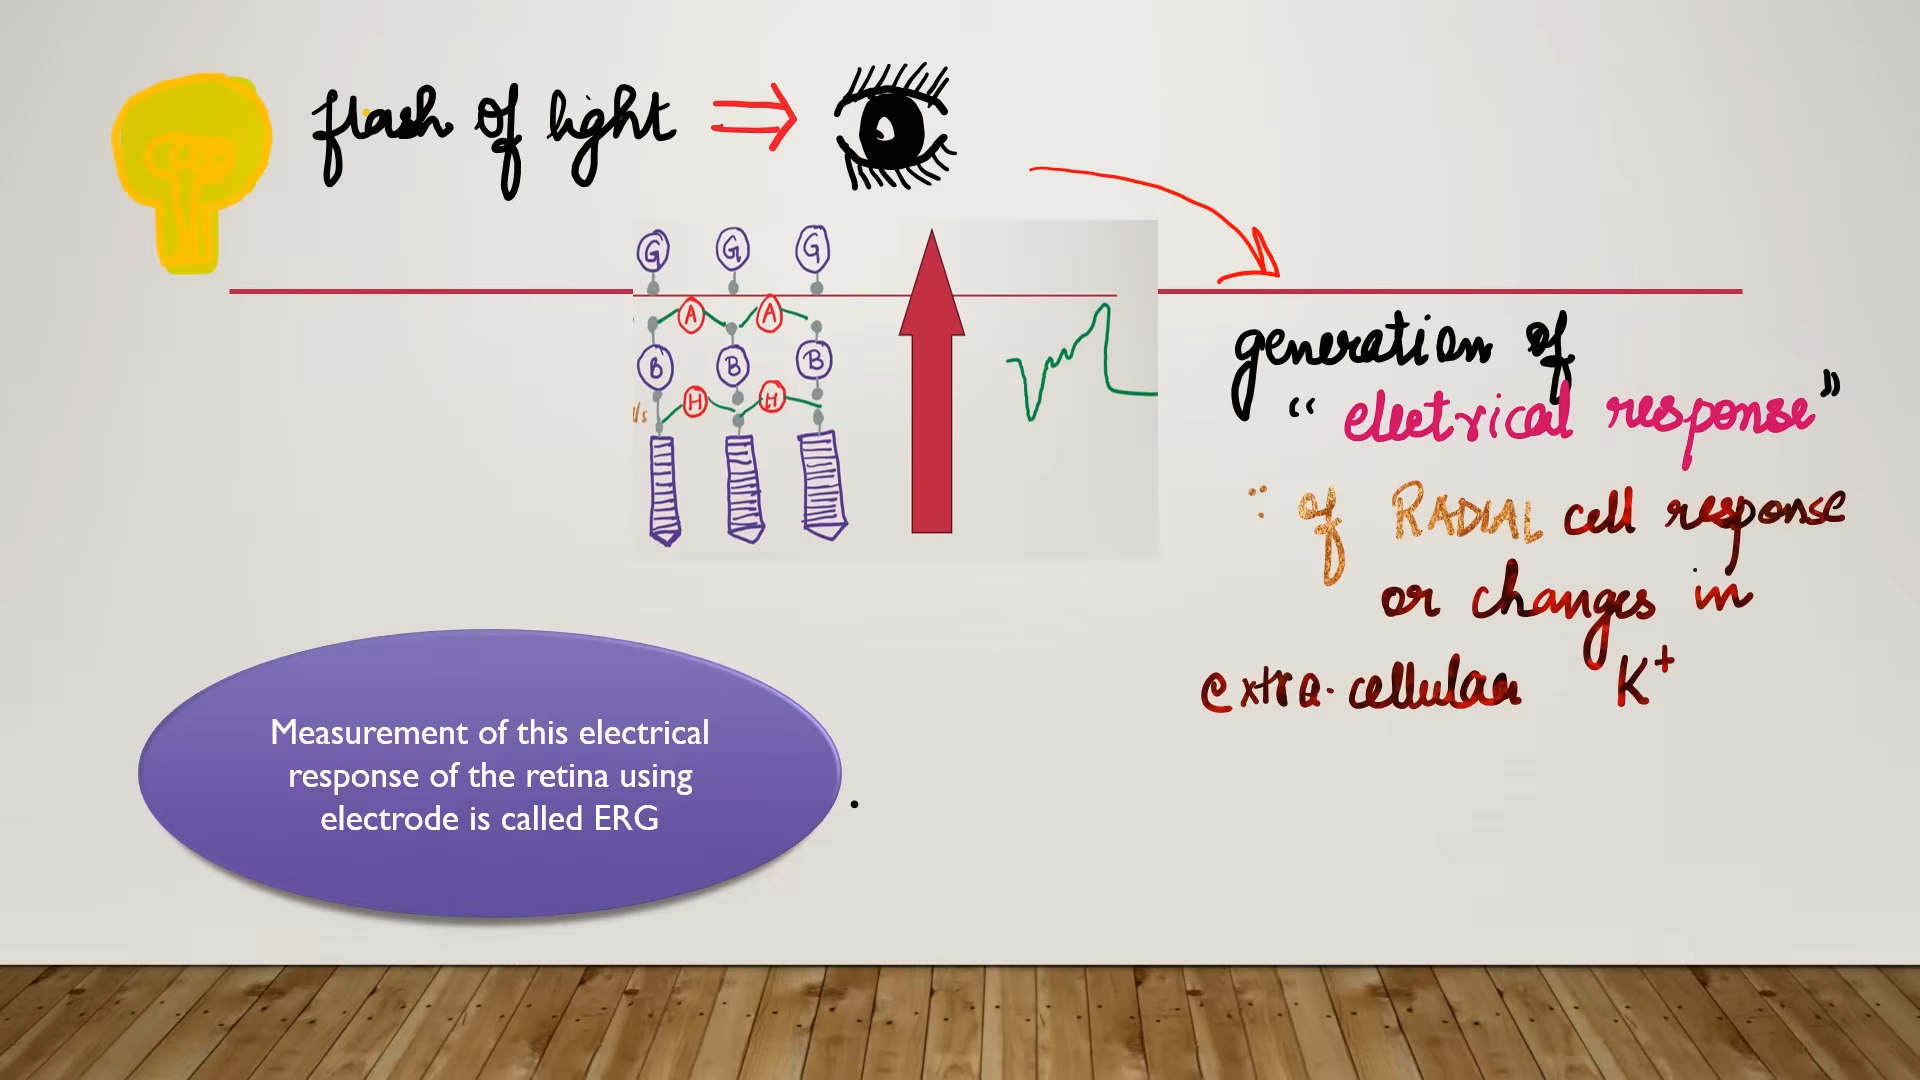 flash of light
G G G
A A
B B B
H H
generation of
“ electrical response”
∵ of RADIAL cell response
or changes in
extra-cellular K+
Measurement of this electrical
response of the retina using
electrode is called ERG